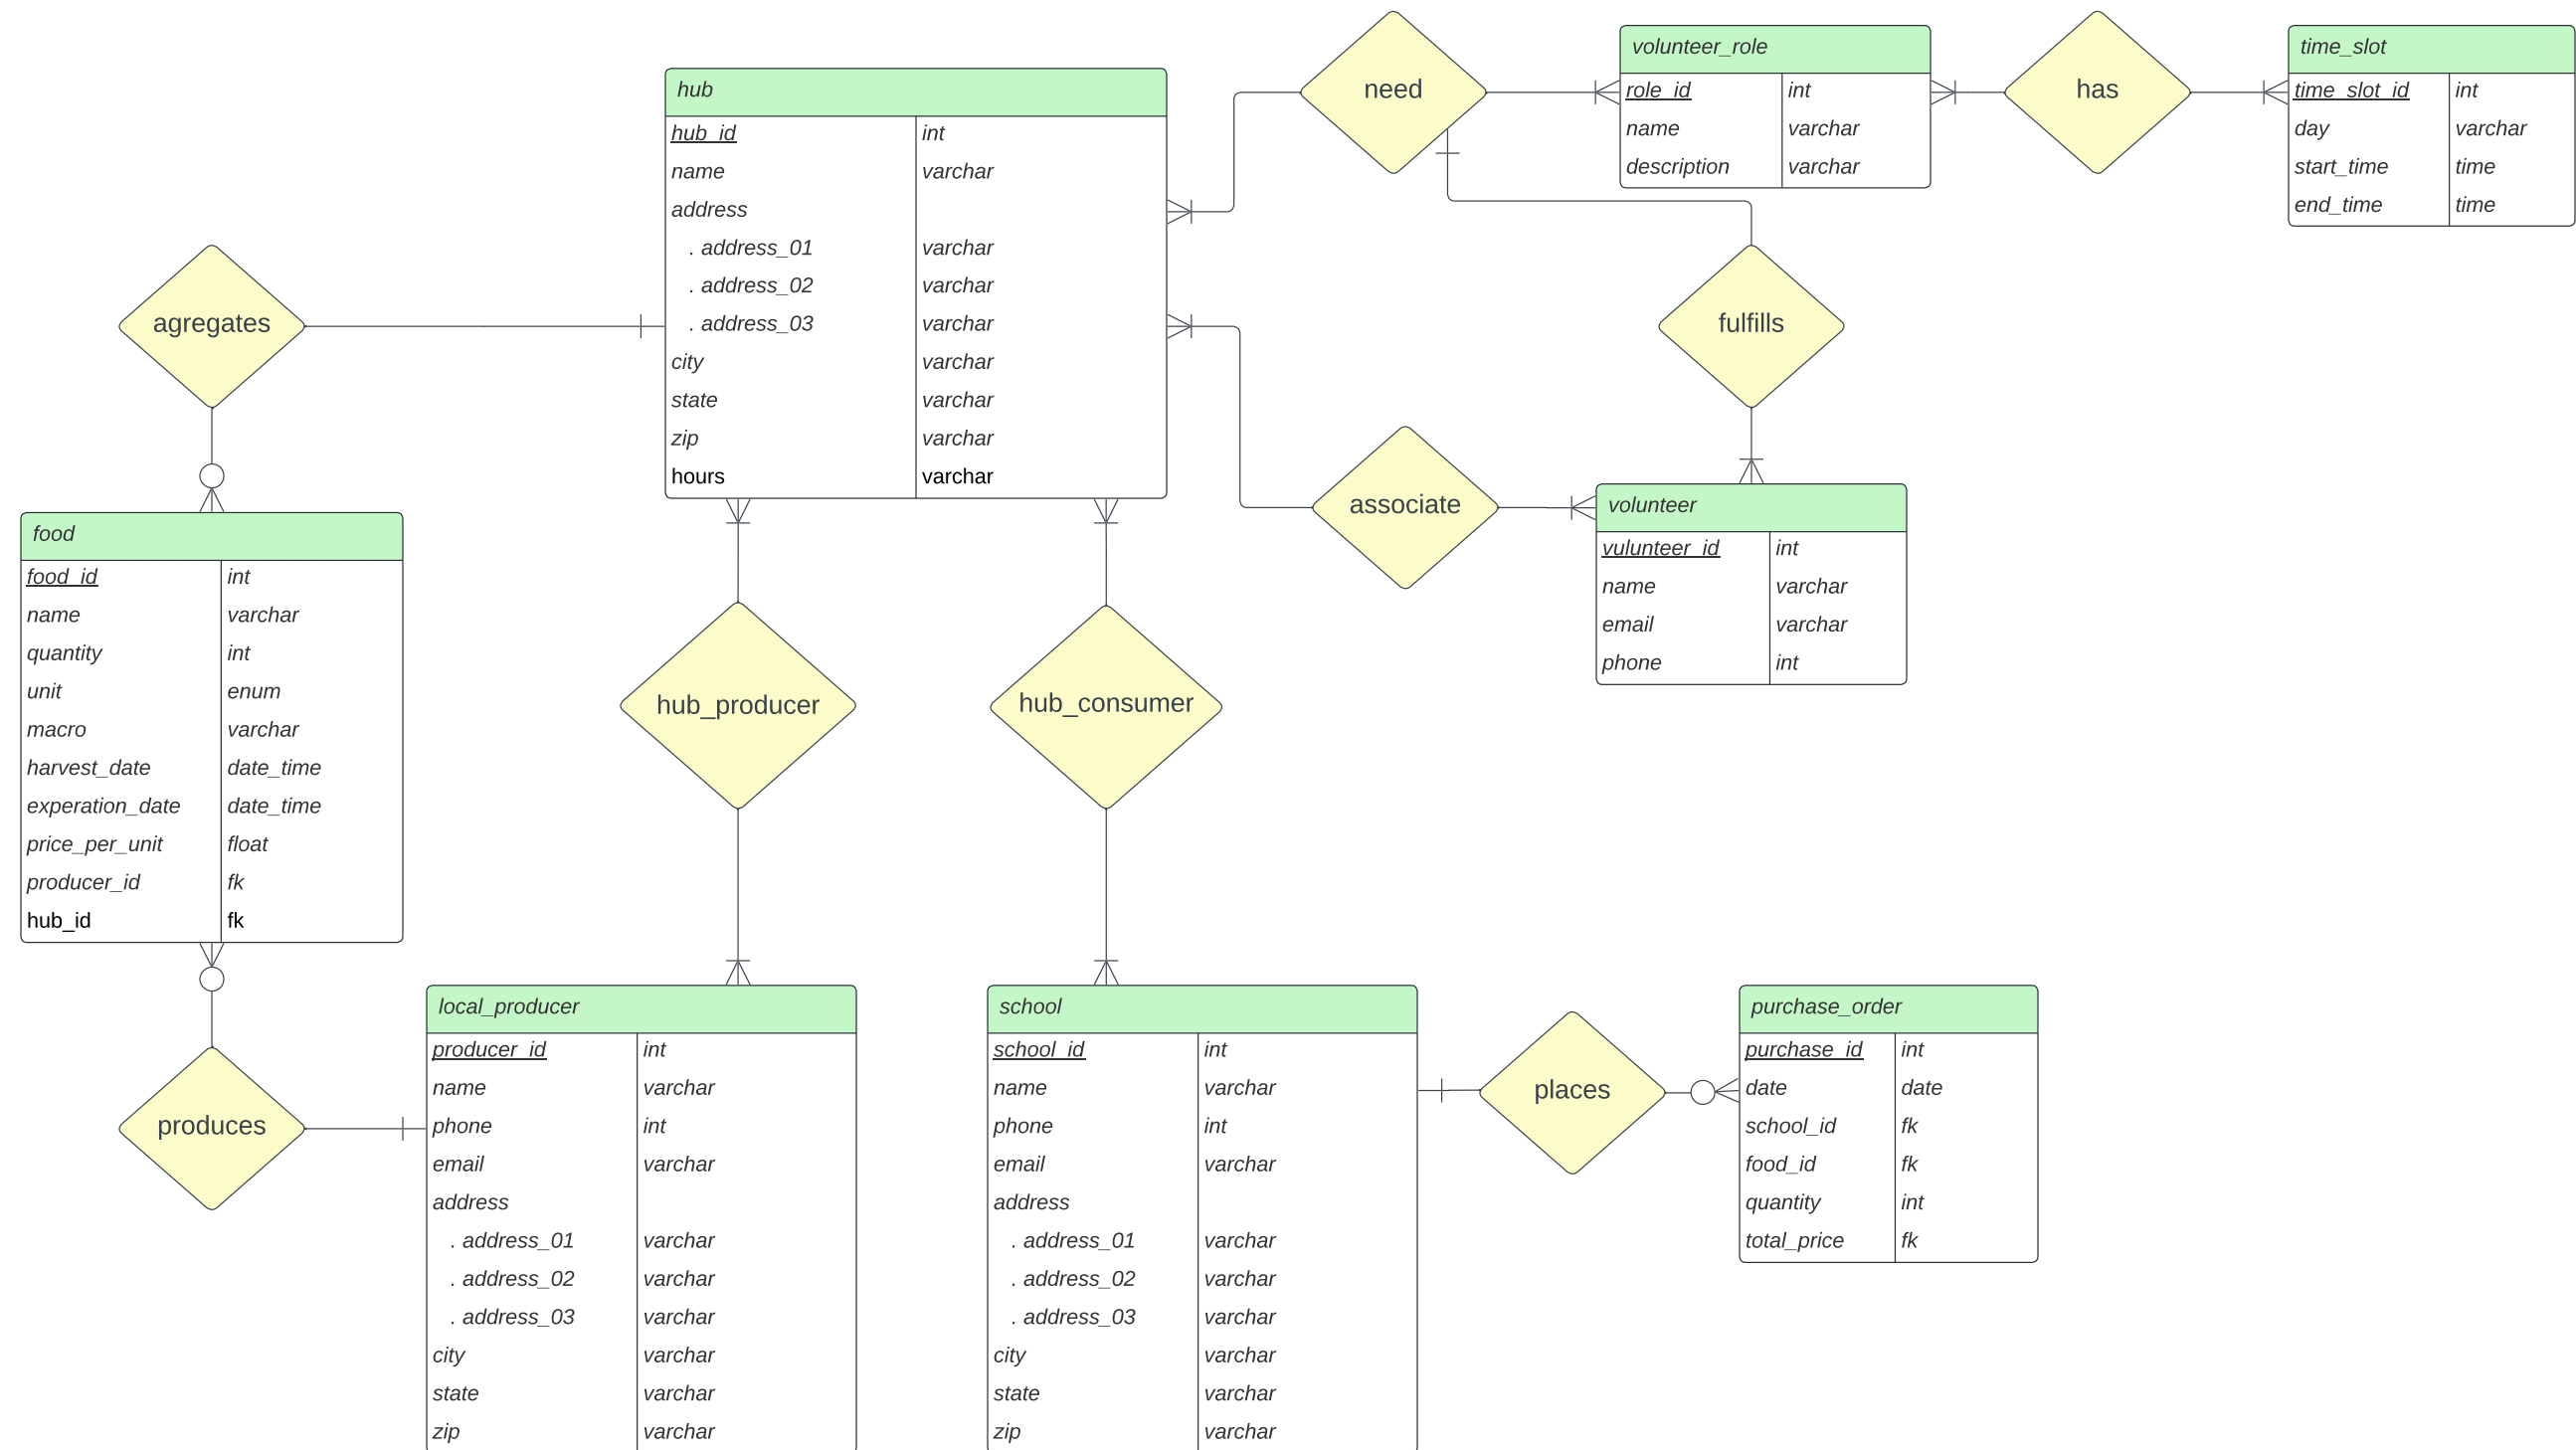 need
volunteer_role
role_id int
name varchar
description varchar
has
time_slot
time_slot_id int
day varchar
start_time time
end_time time
hub
hub_id int
name varchar
address
. address_01 varchar
. address_02 varchar
. address_03 varchar
city varchar
state varchar
zip varchar
hours varchar
agregates
fulfills
associate
volunteer
vulunteer_id int
name varchar
email varchar
phone int
food
food_id int
name varchar
quantity int
unit enum
macro varchar
harvest_date date_time
experation_date date_time
price_per_unit float
producer_id fk
hub_id fk
hub_producer
hub_consumer
produces
local_producer
producer_id int
name varchar
phone int
email varchar
address
. address_01 varchar
. address_02 varchar
. address_03 varchar
city varchar
state varchar
zip varchar
school
school_id int
name varchar
phone int
email varchar
address
. address_01 varchar
. address_02 varchar
. address_03 varchar
city varchar
state varchar
zip varchar
places
purchase_order
purchase_id int
date date
school_id fk
food_id fk
quantity int
total_price fk